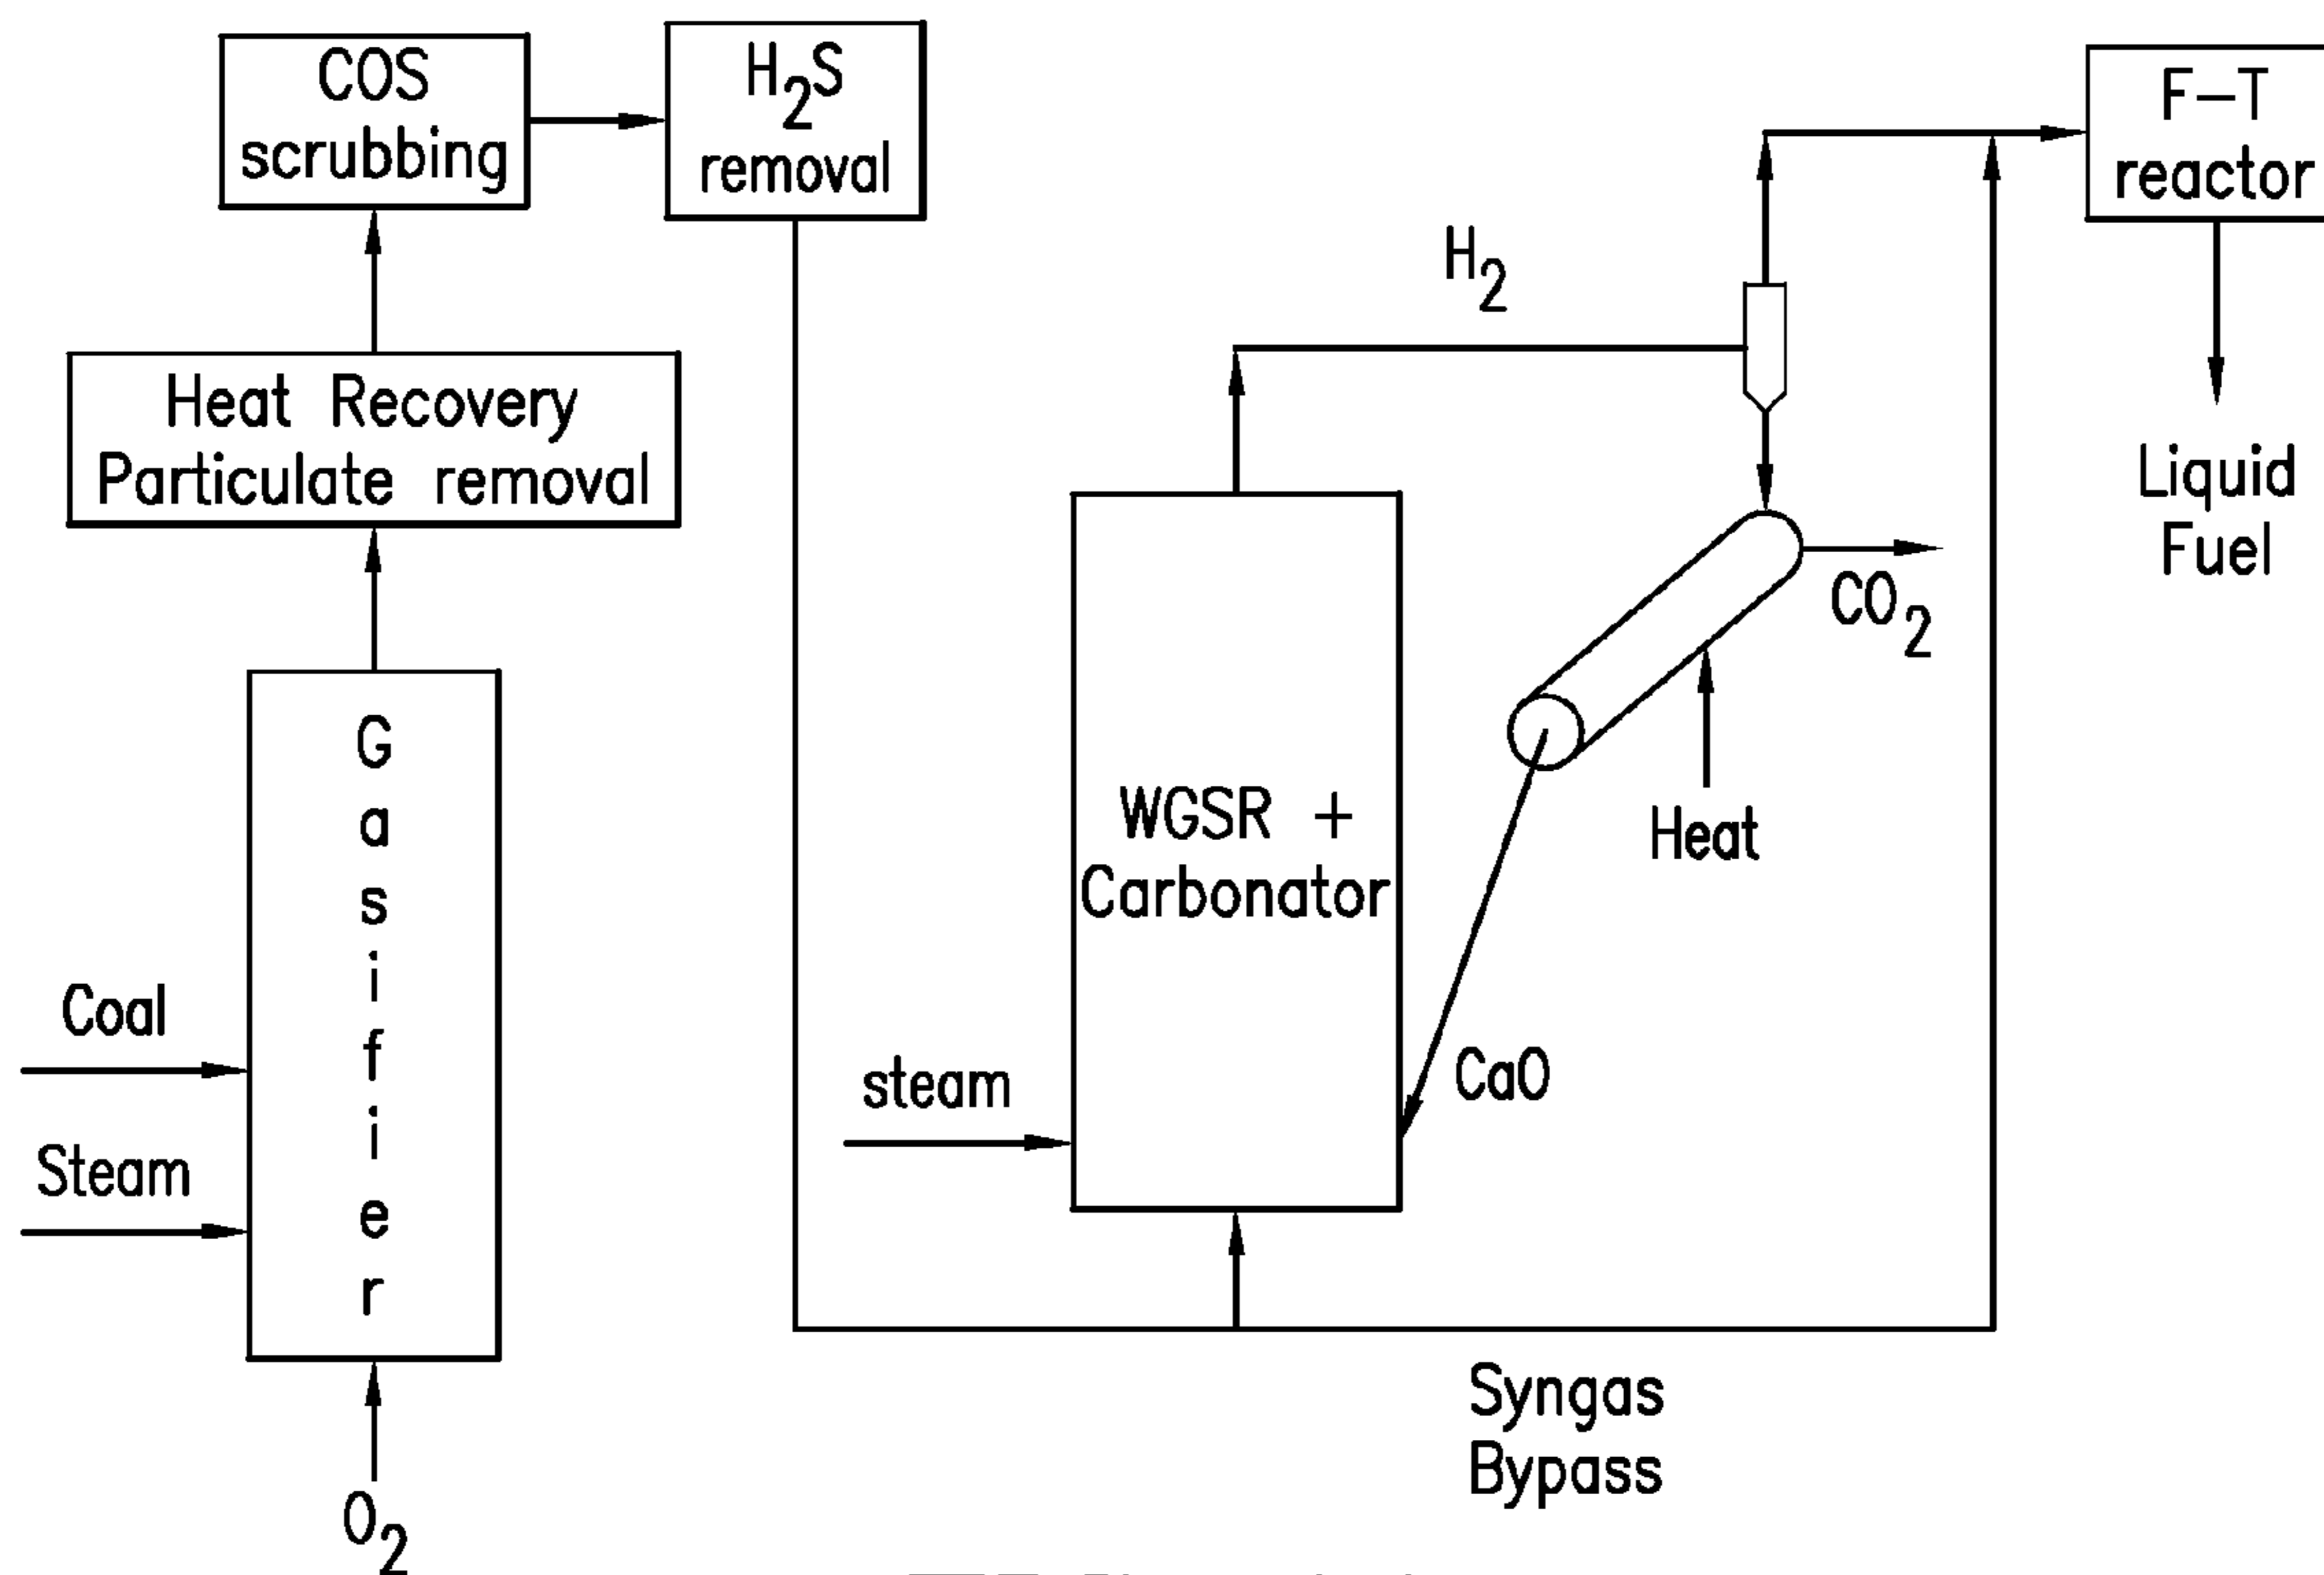 COS
scrubbing
H2S
removal
F-T
reactor
H2
Heat Recovery
Particulate removal
Liquid
Fuel
CO2
Gasifier
WGSR +
Carbonator
Heat
Coal
CaO
steam
Steam
Syngas
Bypass
O2